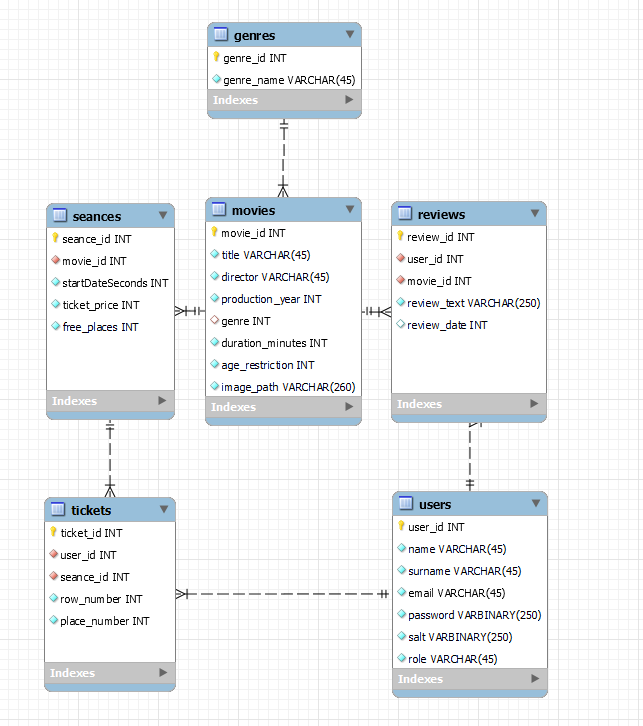 genres
genre_id INT
genre_name VARCHAR(45)
Indexes
seances
seance_id INT
movie_id INT
startDateSeconds INT
ticket_price INT
free_places INT
Indexes
movies
movie_id INT
title VARCHAR(45)
director VARCHAR(45)
production_year INT
genre INT
duration_minutes INT
age_restriction INT
image_path VARCHAR(260)
Indexes
reviews
review_id INT
user_id INT
movie_id INT
review_text VARCHAR(250)
review_date INT
Indexes
tickets
ticket_id INT
user_id INT
seance_id INT
row_number INT
place_number INT
Indexes
users
user_id INT
name VARCHAR(45)
surname VARCHAR(45)
email VARCHAR(45)
password VARBINARY(250)
salt VARBINARY(250)
role VARCHAR(45)
Indexes